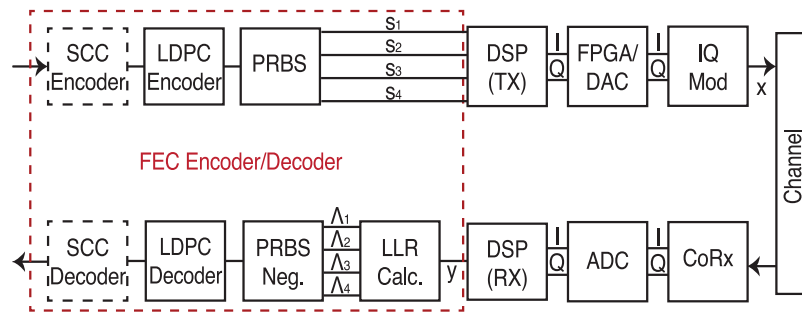 SCC Encoder
LDPC Encoder
PRBS
S1
S2
S3
S4
DSP (TX)
I
Q
FPGA/ DAC
I
Q
IQ Mod
x
Channel
FEC Encoder/Decoder
SCC Decoder
LDPC Decoder
PRBS Neg.
Λ1
Λ2
Λ3
Λ4
LLR Calc.
y
DSP (RX)
I
Q
ADC
I
Q
CoRx